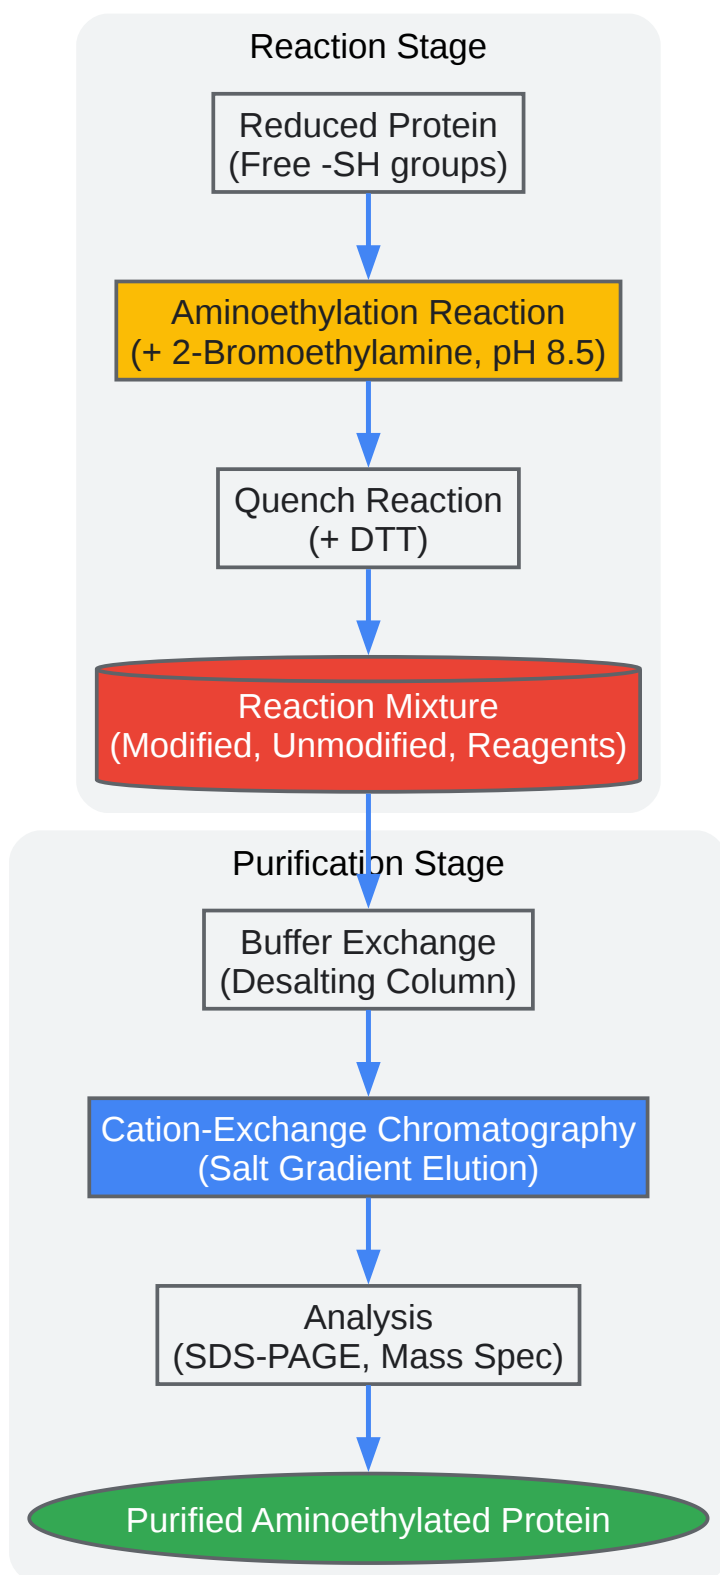 Reaction Stage
Reduced Protein
(Free -SH groups)
Aminoethylation Reaction
(+ 2-Bromoethylamine, pH 8.5)
Quench Reaction
(+ DTT)
Reaction Mixture
(Modified, Unmodified, Reagents)
Purification Stage
Buffer Exchange
(Desalting Column)
Cation-Exchange Chromatography
(Salt Gradient Elution)
Analysis
(SDS-PAGE, Mass Spec)
Purified Aminoethylated Protein